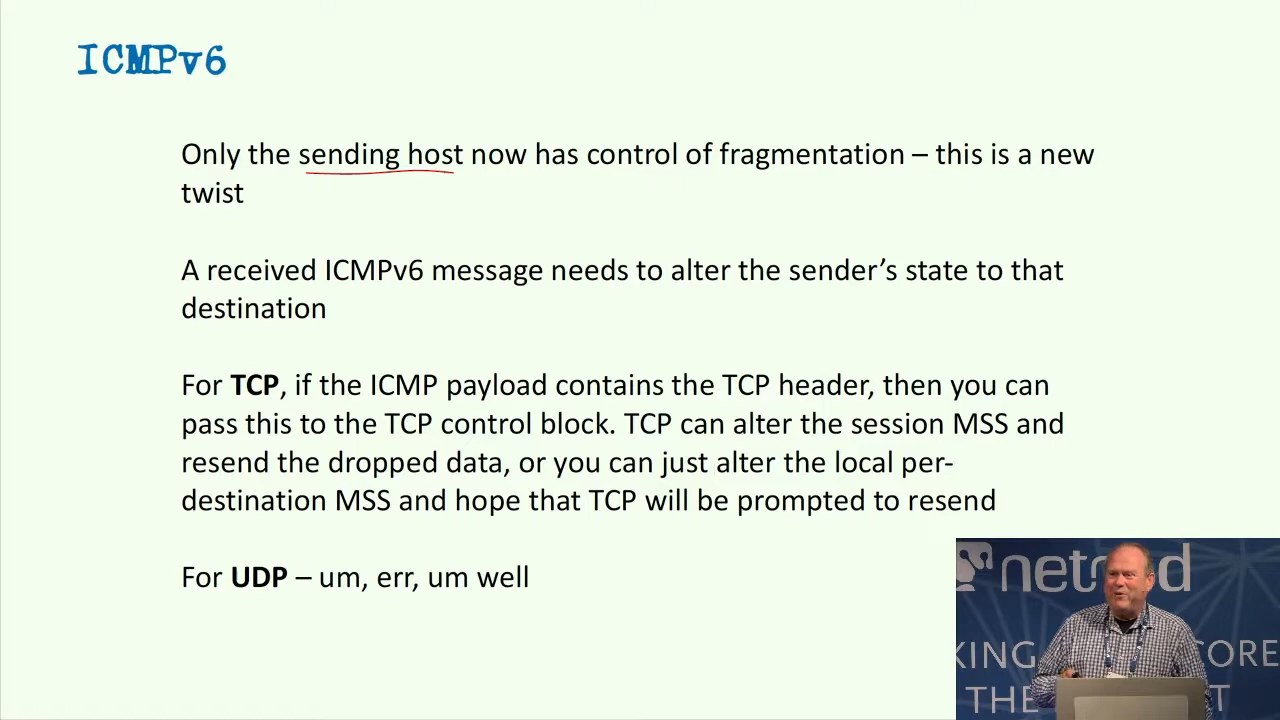 ICMPv6
Only the sending host now has control of fragmentation – this is a new
twist
A received ICMPv6 message needs to alter the sender’s state to that
destination
For TCP, if the ICMP payload contains the TCP header, then you can
pass this to the TCP control block. TCP can alter the session MSS and
resend the dropped data, or you can just alter the local per-
destination MSS and hope that TCP will be prompted to resend
For UDP – um, err, um well
THE